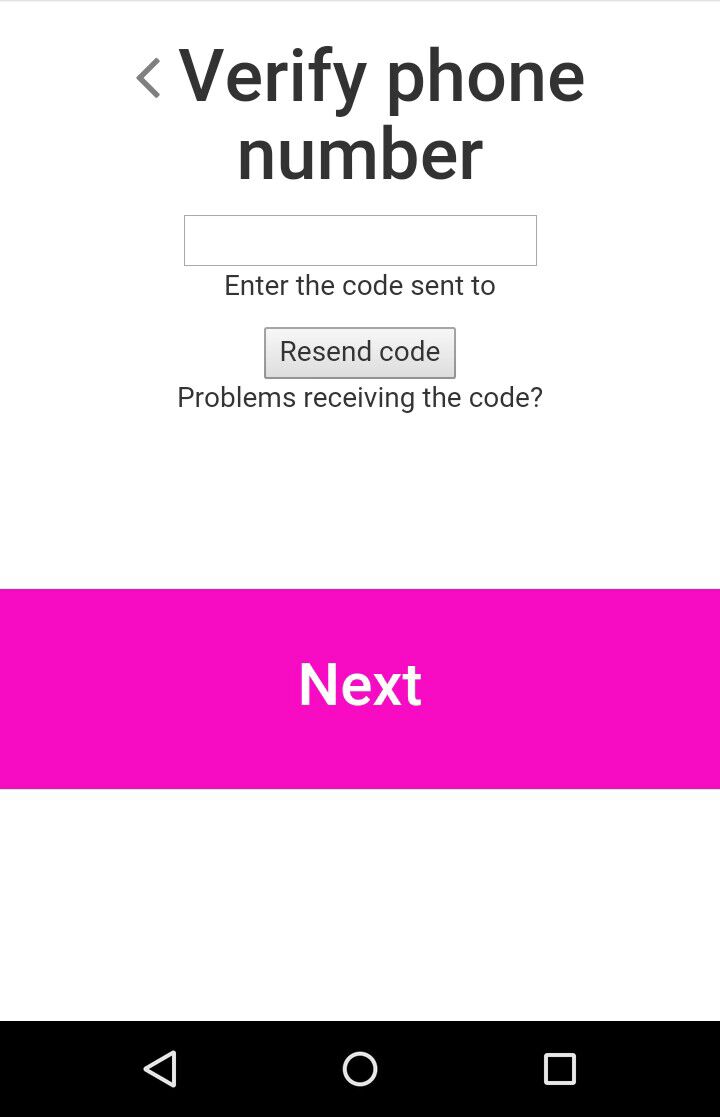 Verify phone
number
Enter the code sent to
Resend code
Problems receiving the code?
Next